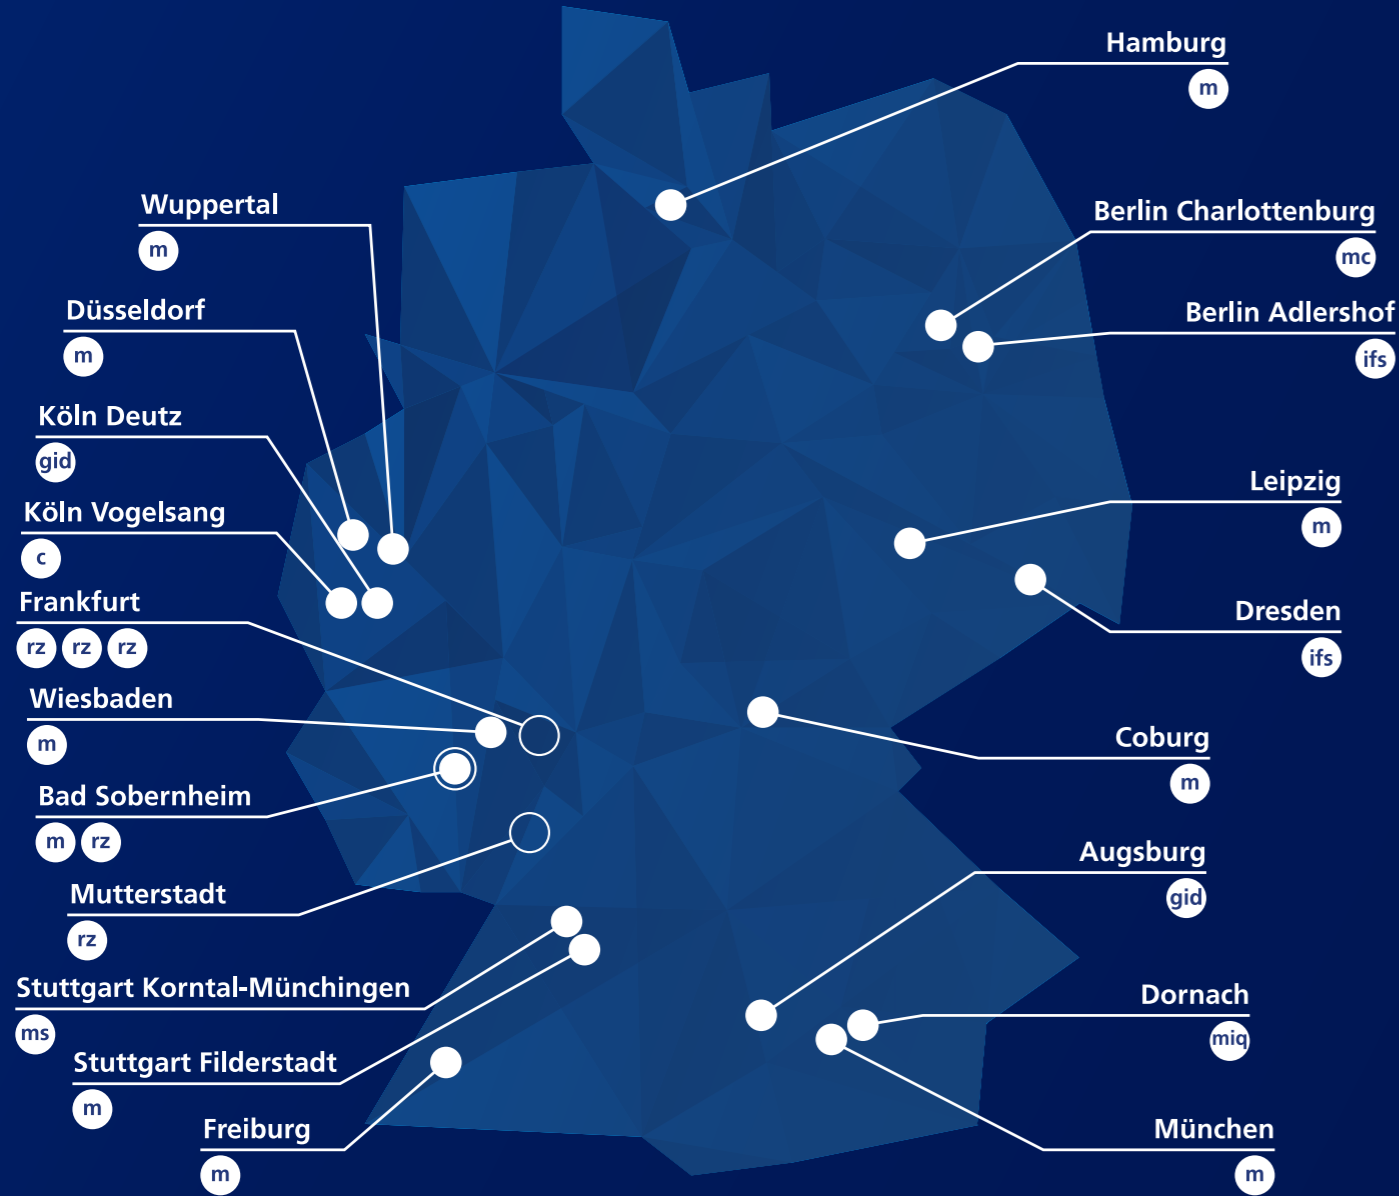 Hamburg
m
Wuppertal
m
Berlin Charlottenburg
mc
Düsseldorf
m
Berlin Adlershof
ifs
Köln Deutz
gid
Leipzig
m
Köln Vogelsang
c
Frankfurt
rz rz rz
Dresden
ifs
Wiesbaden
m
Coburg
m
Bad Sobernheim
m rz
Augsburg
gid
Mutterstadt
rz
Stuttgart Korntal-Münchingen
ms
Dornach
miq
Stuttgart Filderstadt
m
Freiburg
m
München
m